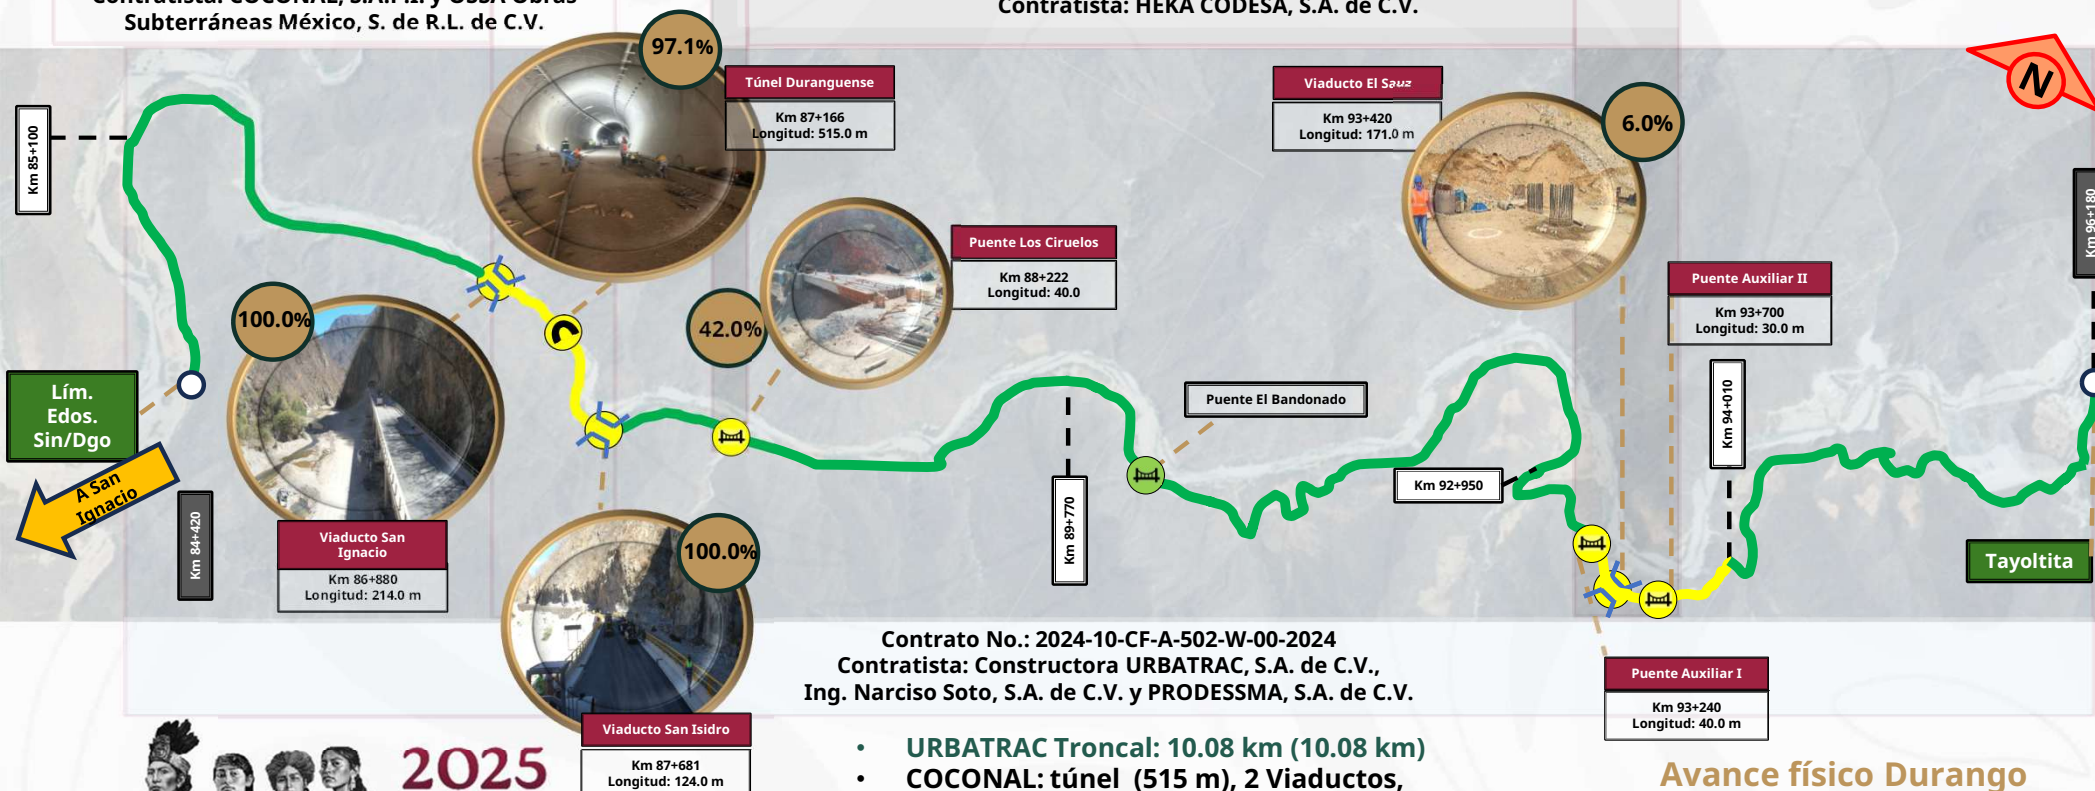 Subterráneas México, S. de R.L. de C.V.
Contratista: HEKA CODESA, S.A. de C.V.
97.1%
Túnel Duranguense
Km 87+166
Longitud: 515.0 m
Viaducto El Sauz
Km 93+420
Longitud: 171.0 m
6.0%
N
Km 85+100
Km 96+180
Puente Los Ciruelos
Km 88+222
Longitud: 40.0
Puente Auxiliar II
Km 93+700
Longitud: 30.0 m
100.0%
42.0%
Lím.
Edos.
Sin/Dgo
Puente El Bandonado
Km 94+010
A San
Ignacio
Km 92+950
Km 84+420
Viaducto San
Ignacio
Km 86+880
Longitud: 214.0 m
Km 89+770
100.0%
Tayoltita
Contrato No.: 2024-10-CF-A-502-W-00-2024
Contratista: Constructora URBATRAC, S.A. de C.V.,
Ing. Narciso Soto, S.A. de C.V. y PRODESSMA, S.A. de C.V.
Puente Auxiliar I
Km 93+240
Longitud: 40.0 m
Viaducto San Isidro
Km 87+681
Longitud: 124.0 m
2025
• URBATRAC Troncal: 10.08 km (10.08 km)
• COCONAL: túnel (515 m), 2 Viaductos,
Avance físico Durango